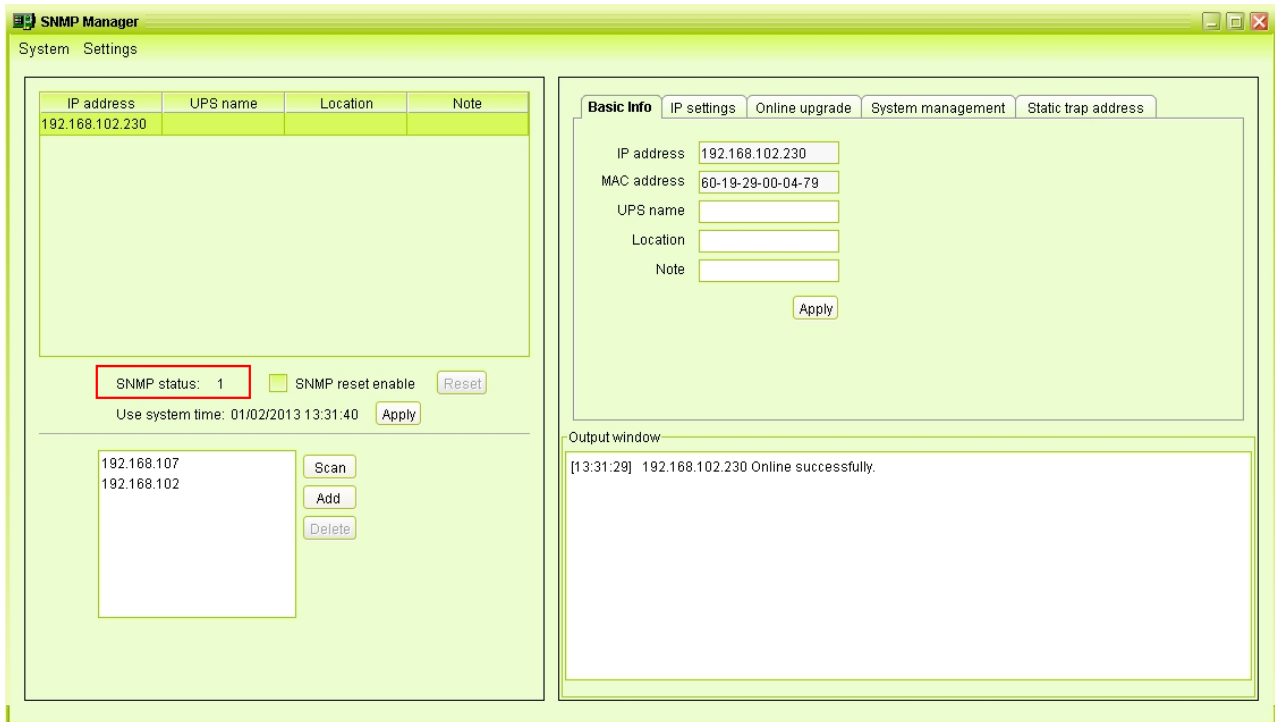 SNMP Manager
System Settings
IP address UPS name Location Note
192.168.102.230
SNMP status: 1 SNMP reset enable Reset
Use system time: 01/02/2013 13:31:40 Apply
192.168.107
192.168.102
Scan
Add
Delete
Basic Info IP settings Online upgrade System management Static trap address
IP address 192.168.102.230
MAC address 60-19-29-00-04-79
UPS name
Location
Note
Apply
Output window
[13:31:29] 192.168.102.230 Online successfully.